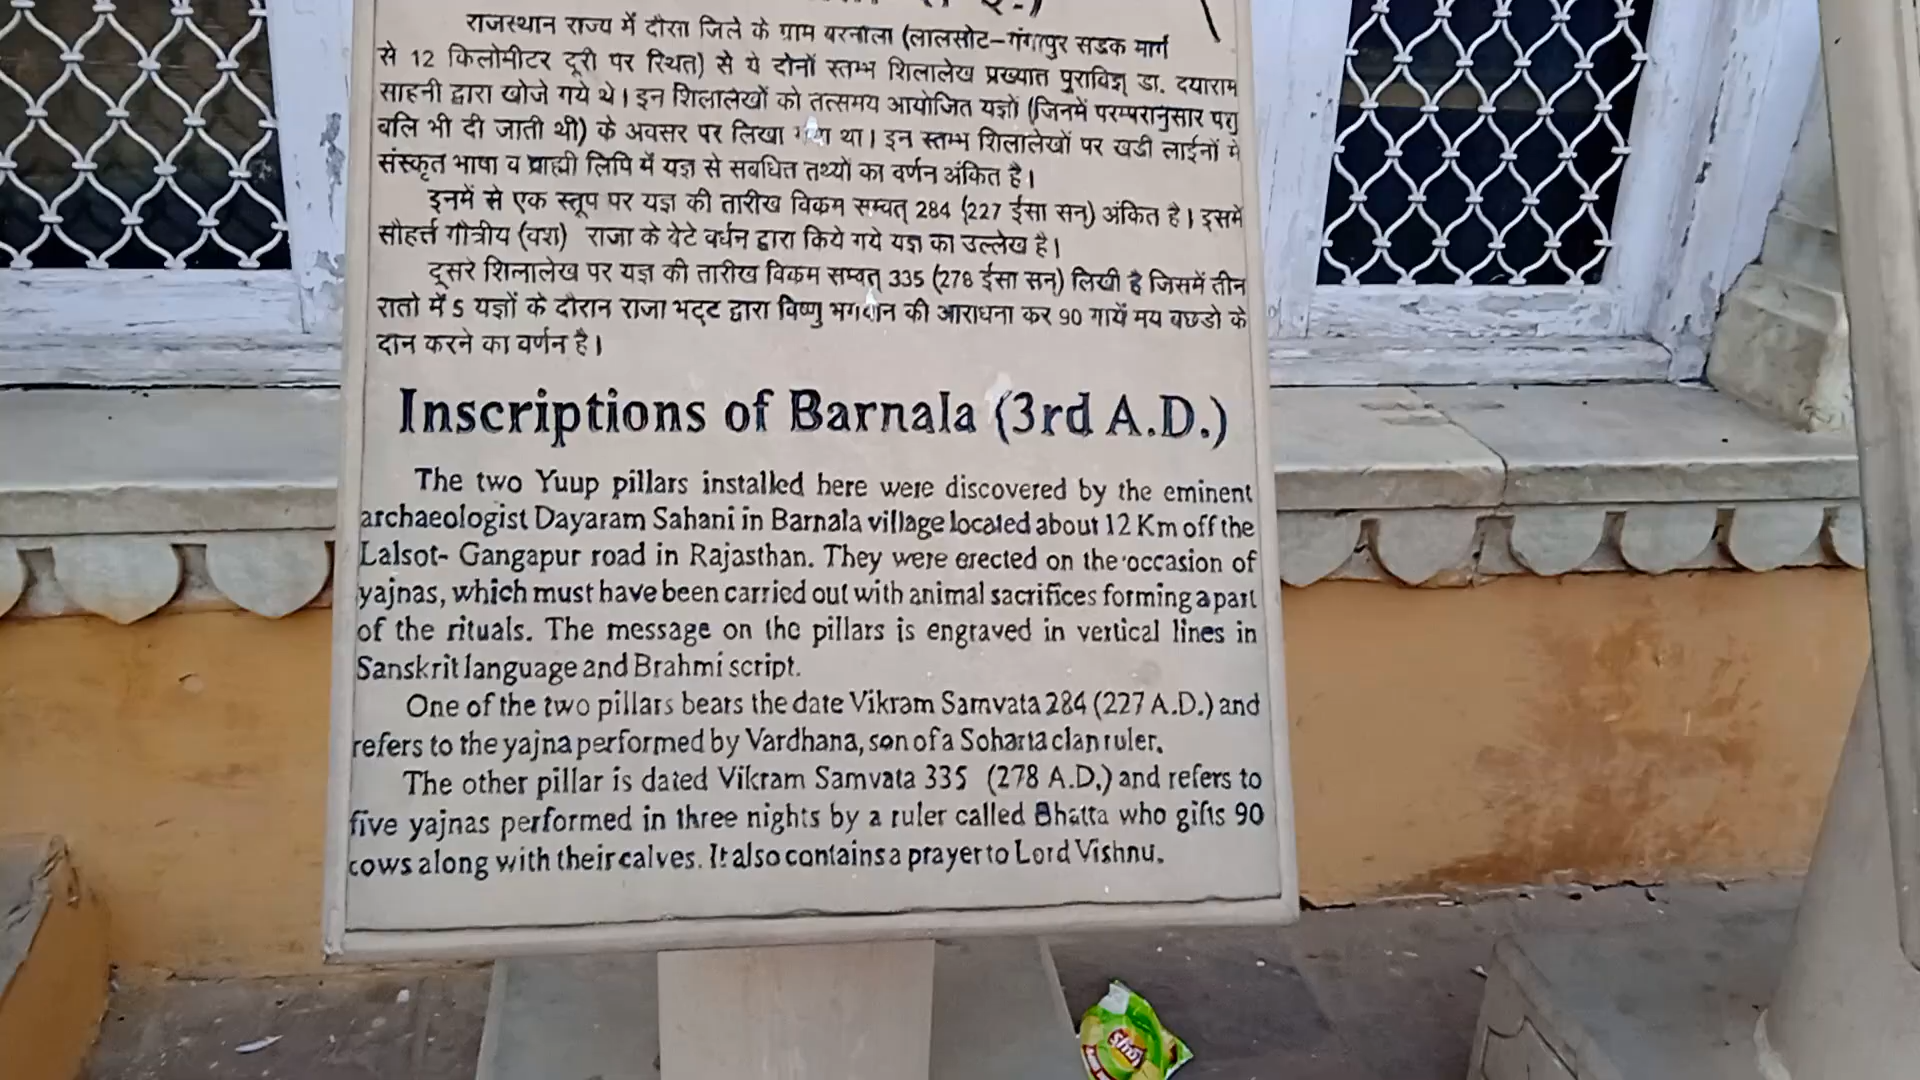 राजस्थान राज्य में दौसा जिले के ग्राम बरनाला (लालसोट-गंगापुर सडक मार्ग
से 12 किलोमीटर दूरी पर स्थित) से ये दोनों स्तम्भ शिलालेख प्रख्यात पुराविज्ञ् डा. दयाराम
साहनी द्वारा खोजे गये थे। इन शिलालेखों को तत्समय आयोजित यज्ञों (जिनमें परम्परानुसार पशु
बलि भी दी जाती थी) के अवसर पर लिखा था। इन स्तम्भ शिलालेखों पर खडी लाईनों में
संस्कृत भाषा व ब्राह्मी लिपि में यज्ञ से सबधित तथ्यों का वर्णन अंकित है।
इनमें से एक स्तूप पर यज्ञ की तारीख विक्रम सम्वत् 284 (227 ईसा सन्) अंकित है। इसमें
सौहर्त्त गौत्रीय (वश) राजा के बेटे वर्धन द्वारा किये गये यज्ञ का उल्लेख है।
दूसरे शिलालेख पर यज्ञ की तारीख विक्रम सम्वत् 335 (278 ईसा सन्) लिखी है जिसमें तीन
रातो में 5 यज्ञों के दौरान राजा भट्ट द्वारा विष्णु भगवान की आराधना कर 90 गायें मय बछडो के
दान करने का वर्णन है।
Inscriptions of Barnala (3rd A.D.)
The two Yuup pillars installed here were discovered by the eminent
archaeologist Dayaram Sahani in Barnala village located about 12 Km off the
Lalsot- Gangapur road in Rajasthan. They were erected on the occasion of
yajnas, which must have been carried out with animal sacrifices forming a part
of the rituals. The message on the pillars is engraved in vertical lines in
Sanskrit language and Brahmi script.
One of the two pillars bears the date Vikram Samvata 284 (227 A.D.) and
refers to the yajna performed by Vardhana, son of a Soharta clan ruler.
The other pillar is dated Vikram Samvata 335 (278 A.D.) and refers to
five yajnas performed in three nights by a ruler called Bhatta who gifts 90
cows along with their calves. It also contains a prayer to Lord Vishnu.